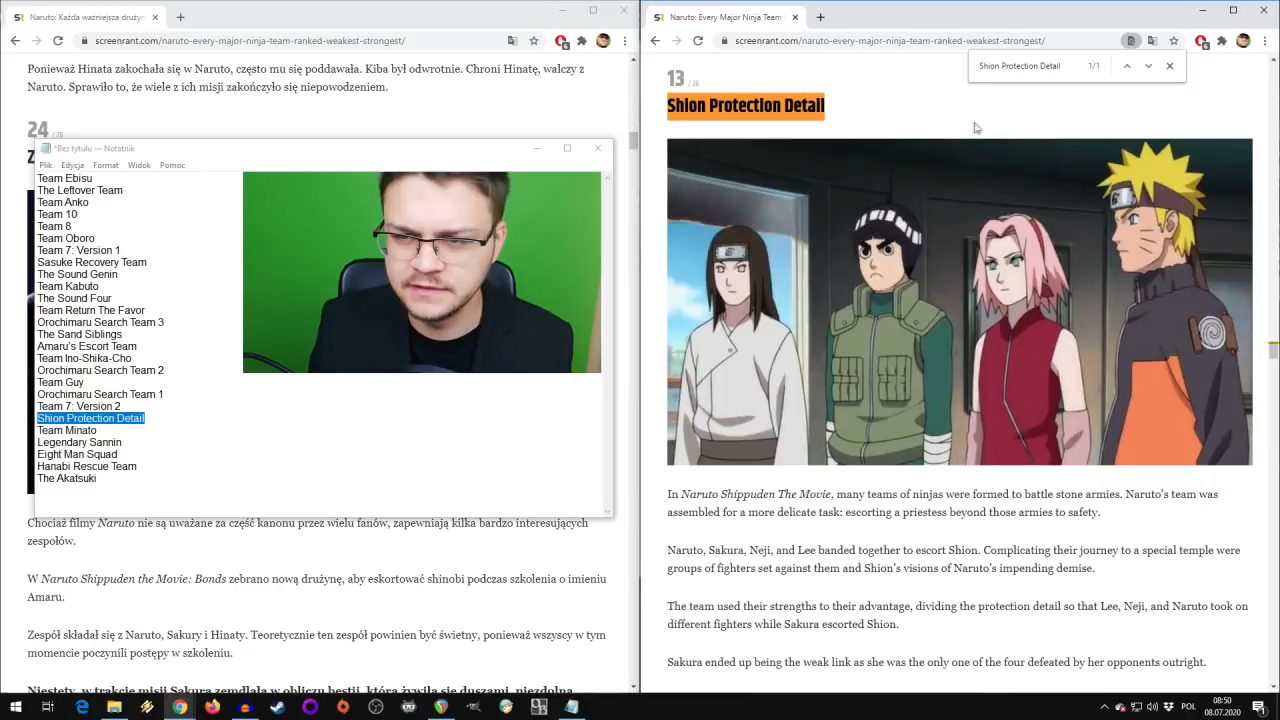 Naruto: Każda ważniejsza drużyn
screenrant.com/naruto-every-major-ninja-team-ranked-weakest-strongest/
Ponieważ Hinata zakochała się w Naruto, często mu się poddawała. Kiba był odwrotnie. Chroni Hinatę, walczy z
Naruto. Sprawiło to, że wiele z ich misji zakończyło się niepowodzeniem.
24 / 26
*Bez tytułu — Notatnik
Plik Edycja Format Widok Pomoc
Team Ebisu
The Leftover Team
Team Anko
Team 10
Team 8
Team Oboro
Team 7: Version 1
Sasuke Recovery Team
The Sound Genin
Team Kabuto
The Sound Four
Team Return The Favor
Orochimaru Search Team 3
The Sand Siblings
Amaru's Escort Team
Team Ino-Shika-Cho
Orochimaru Search Team 2
Team Guy
Orochimaru Search Team 1
Team 7: Version 2
Shion Protection Detail
Team Minato
Legendary Sannin
Eight Man Squad
Hanabi Rescue Team
The Akatsuki
Chociaż filmy Naruto nie są uważane za część kanonu przez wielu fanów, zapewniają kilka bardzo interesujących
zespołów.
W Naruto Shippuden the Movie: Bonds zebrano nową drużynę, aby eskortować shinobi podczas szkolenia o imieniu
Amaru.
Zespół składał się z Naruto, Sakury i Hinaty. Teoretycznie ten zespół powinien być świetny, ponieważ wszyscy w tym
momencie poczynili postępy w szkoleniu.
Niestety, w trakcie misji Sakura zemdlała w obliczu bestii, która żywiła się duszami, niezdolna
Naruto: Every Major Ninja Team
screenrant.com/naruto-every-major-ninja-team-ranked-weakest-strongest/
Shion Protection Detail 1/1
13 / 26
Shion Protection Detail
In Naruto Shippuden The Movie, many teams of ninjas were formed to battle stone armies. Naruto's team was
assembled for a more delicate task: escorting a priestess beyond those armies to safety.
Naruto, Sakura, Neji, and Lee banded together to escort Shion. Complicating their journey to a special temple were
groups of fighters set against them and Shion's visions of Naruto's impending demise.
The team used their strengths to their advantage, dividing the protection detail so that Lee, Neji, and Naruto took on
different fighters while Sakura escorted Shion.
Sakura ended up being the weak link as she was the only one of the four defeated by her opponents outright.
POL
08:50
08.07.2020